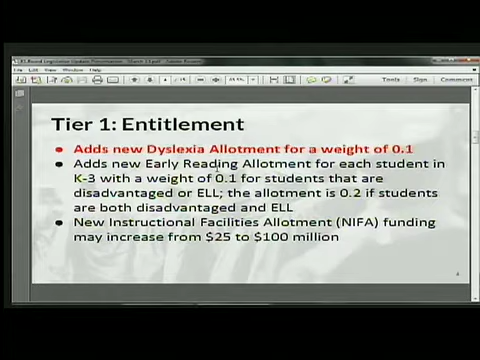 File Edit View Window Help
Tools Sign Comment
Tier 1: Entitlement
• Adds new Dyslexia Allotment for a weight of 0.1
• Adds new Early Reading Allotment for each student in
K-3 with a weight of 0.1 for students that are
disadvantaged or ELL; the allotment is 0.2 if students
are both disadvantaged and ELL
• New Instructional Facilities Allotment (NIFA) funding
may increase from $25 to $100 million